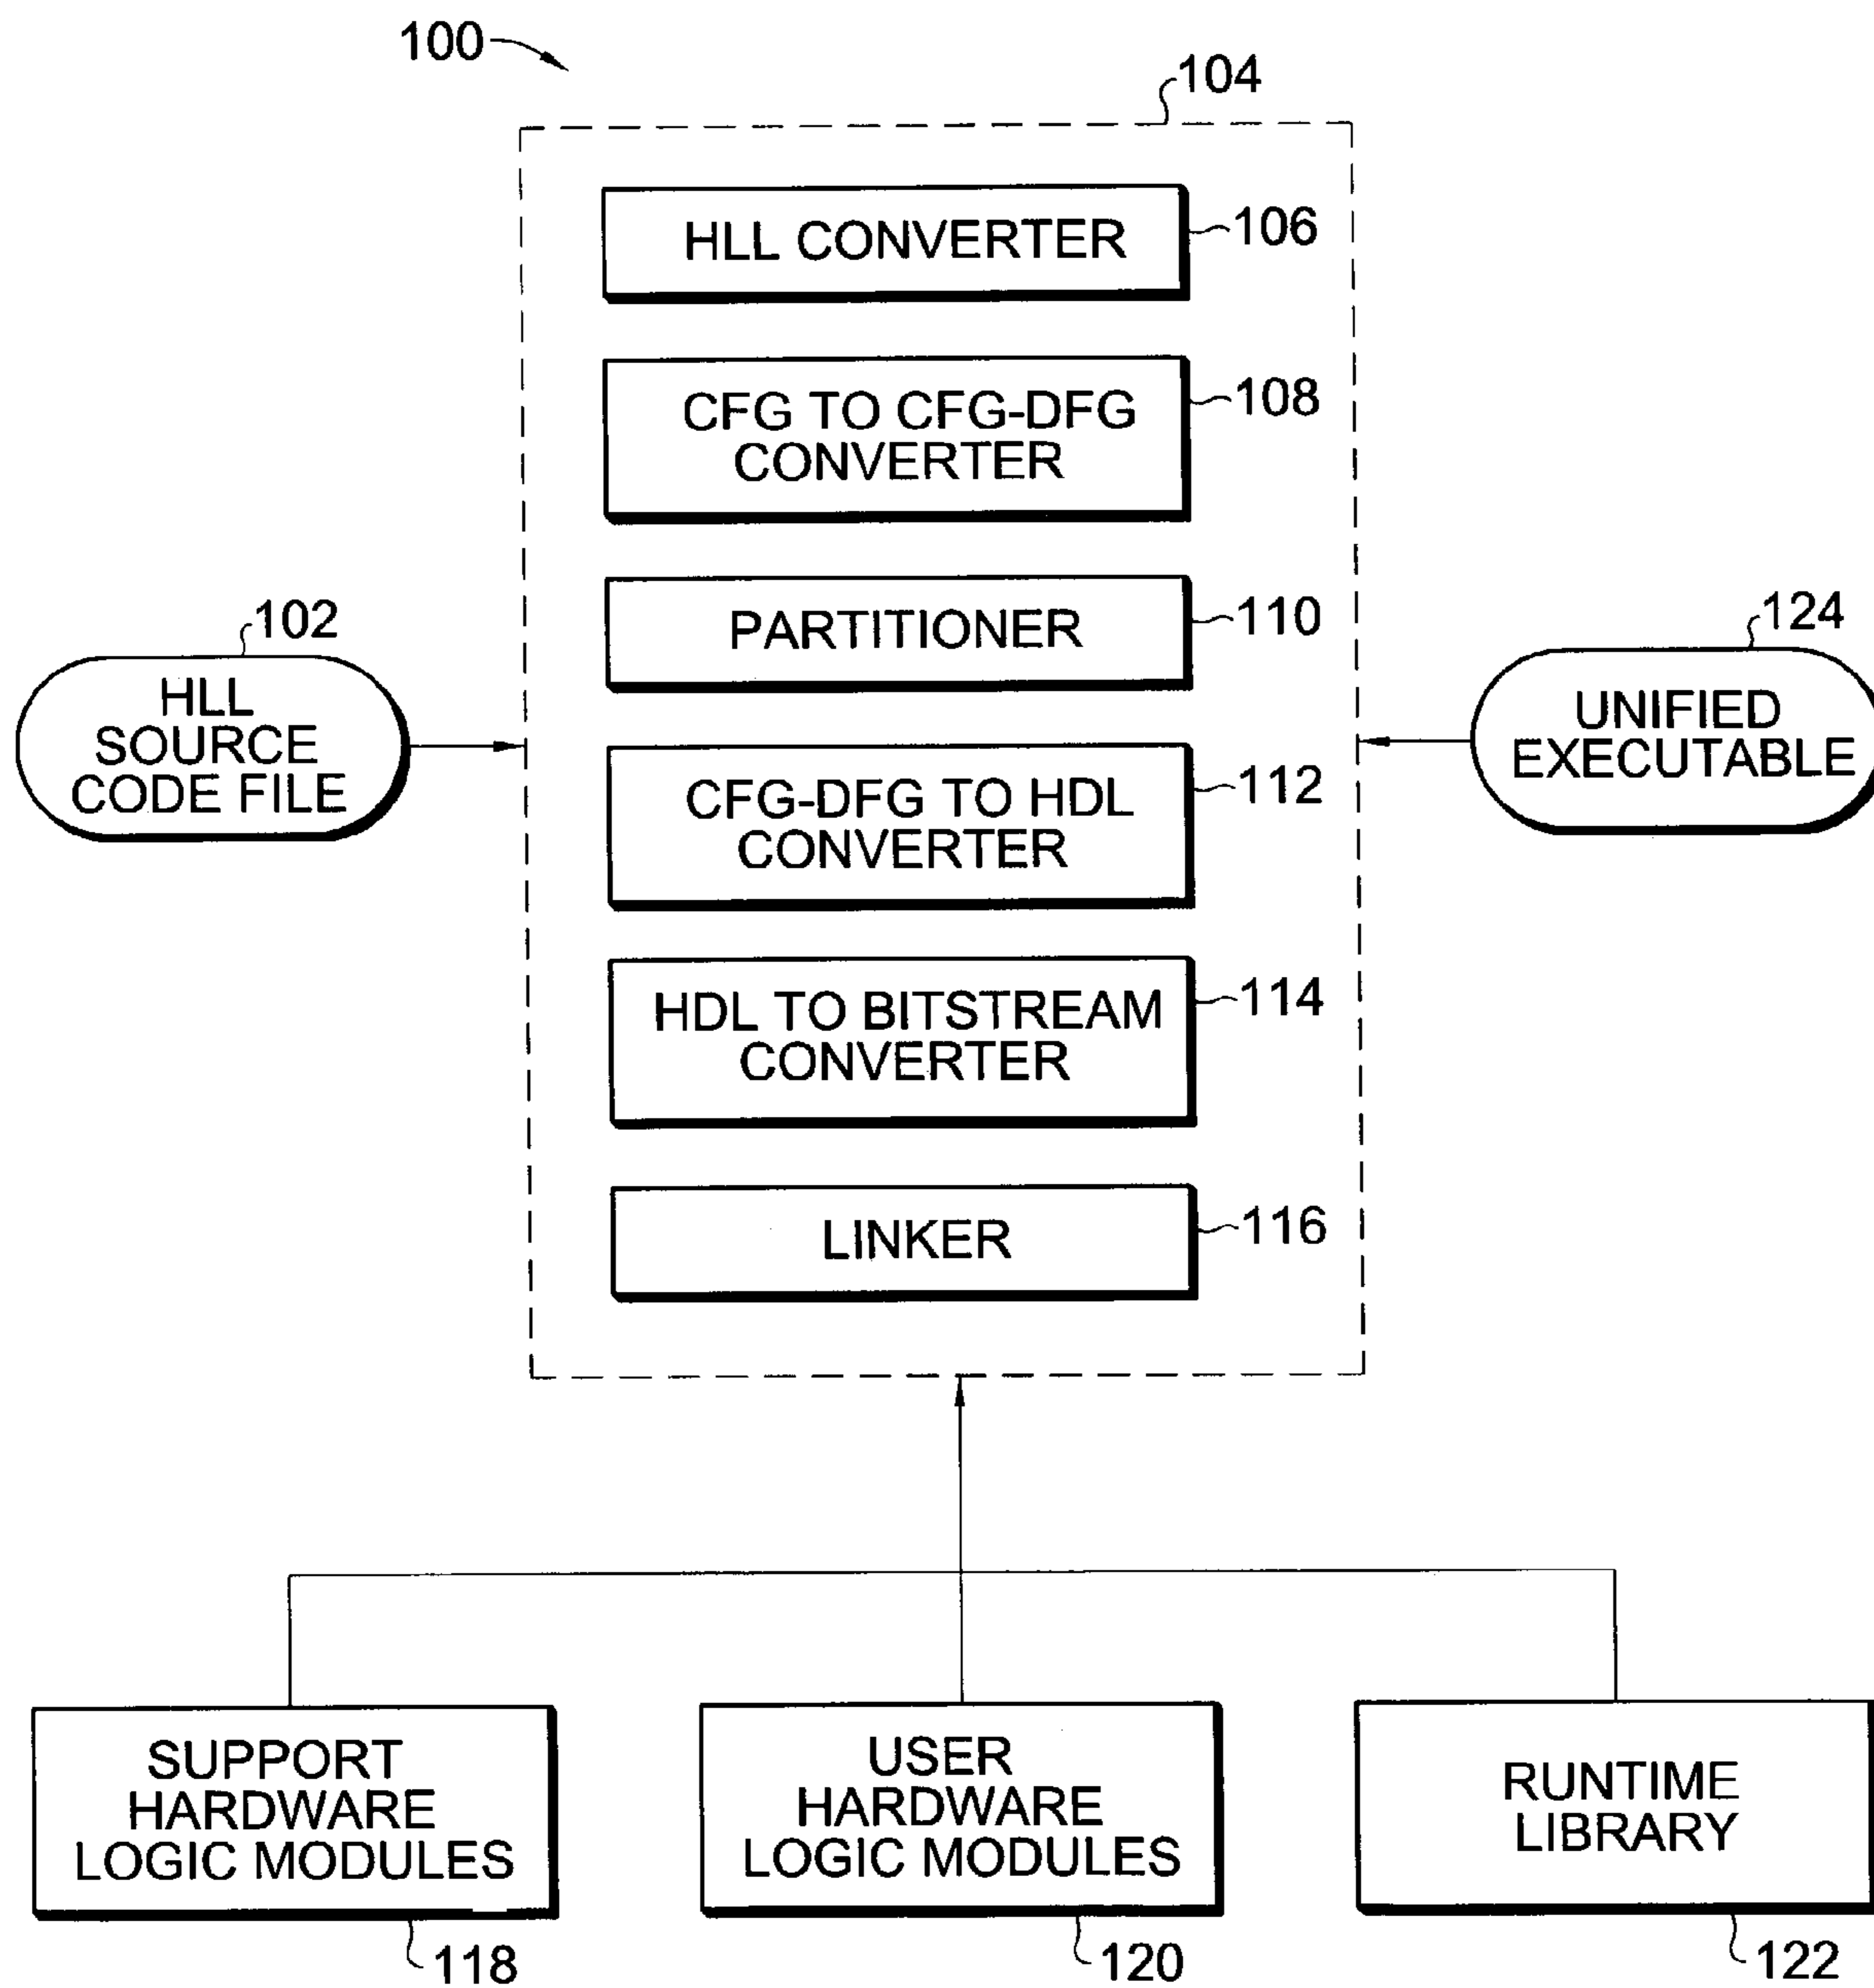 100
104
HLL CONVERTER
106
CFG TO CFG-DFG
CONVERTER
108
PARTITIONER
110
102
HLL
SOURCE
CODE FILE
124
UNIFIED
EXECUTABLE
CFG-DFG TO HDL
CONVERTER
112
HDL TO BITSTREAM
CONVERTER
114
LINKER
116
SUPPORT
HARDWARE
LOGIC MODULES
118
USER
HARDWARE
LOGIC MODULES
120
RUNTIME
LIBRARY
122